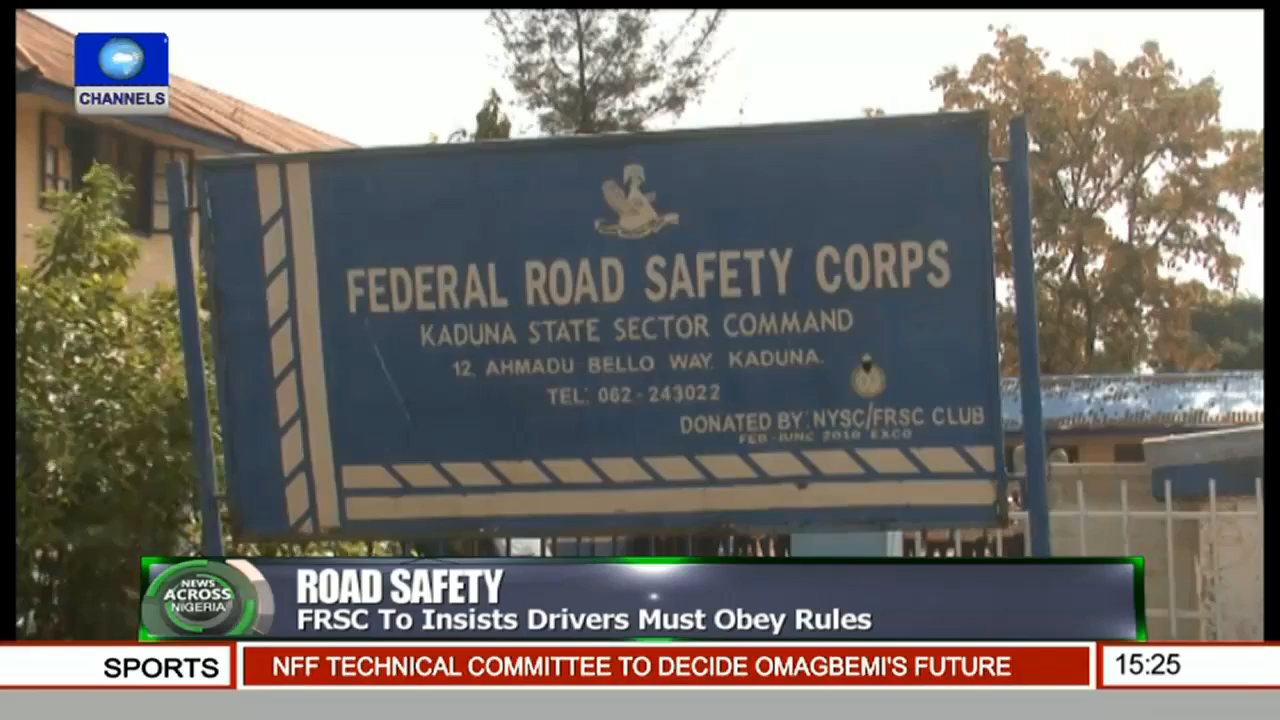 CHANNELS
FEDERAL ROAD SAFETY CORPS
KADUNA STATE SECTOR COMMAND
12, AHMADU BELLO WAY, KADUNA.
TEL: 062-243022
DONATED BY: NYSC/FRSC CLUB
FEB-JUNE 2010 EXCO
NEWS
ACROSS
NIGERIA
ROAD SAFETY
FRSC To Insists Drivers Must Obey Rules
SPORTS
NFF TECHNICAL COMMITTEE TO DECIDE OMAGBEMI'S FUTURE
15:25